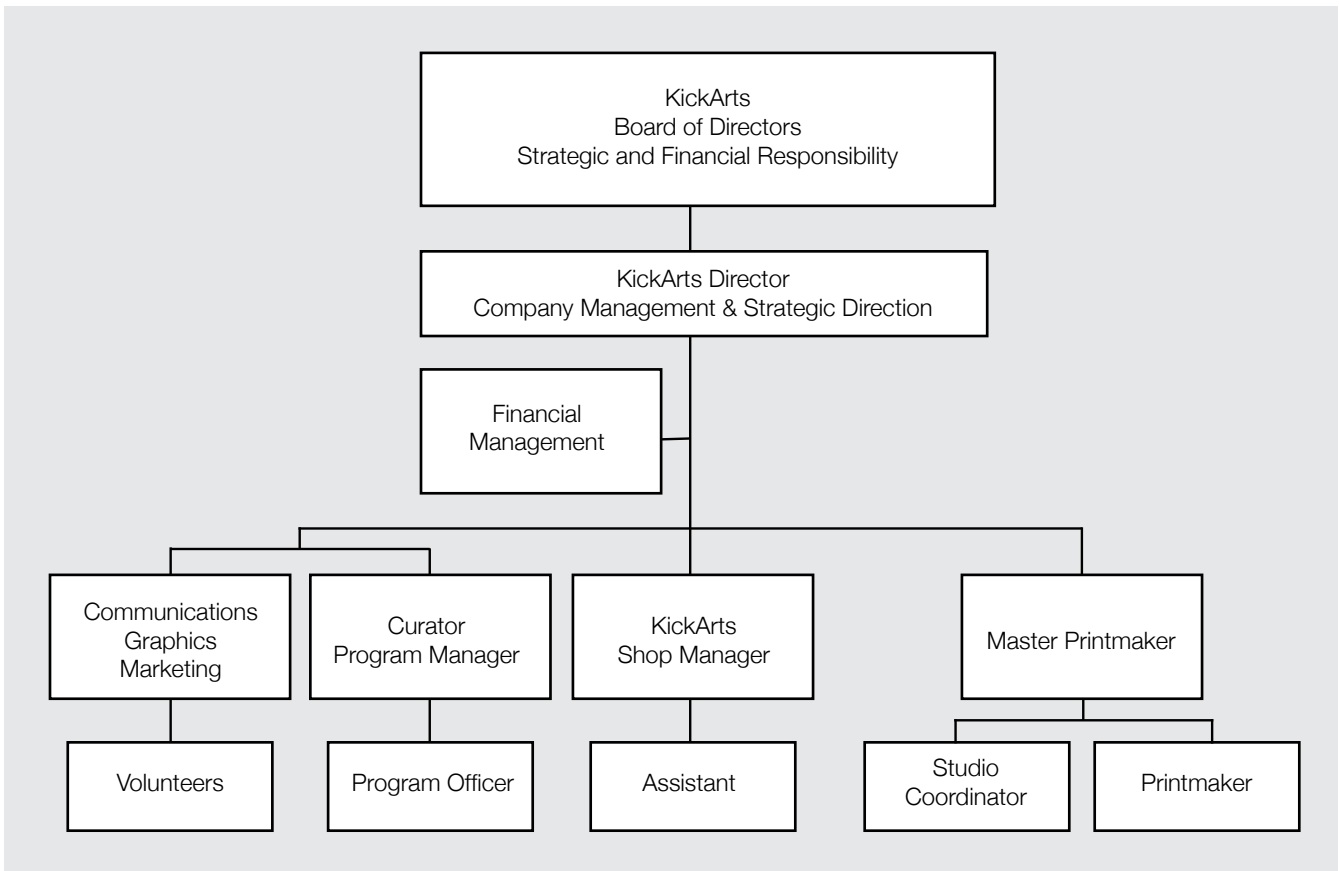 KickArts
Board of Directors
Strategic and Financial Responsibility
KickArts Director
Company Management & Strategic Direction
Financial
Management
Communications
Graphics
Marketing
Curator
Program Manager
KickArts
Shop Manager
Master Printmaker
Volunteers
Program Officer
Assistant
Studio
Coordinator
Printmaker